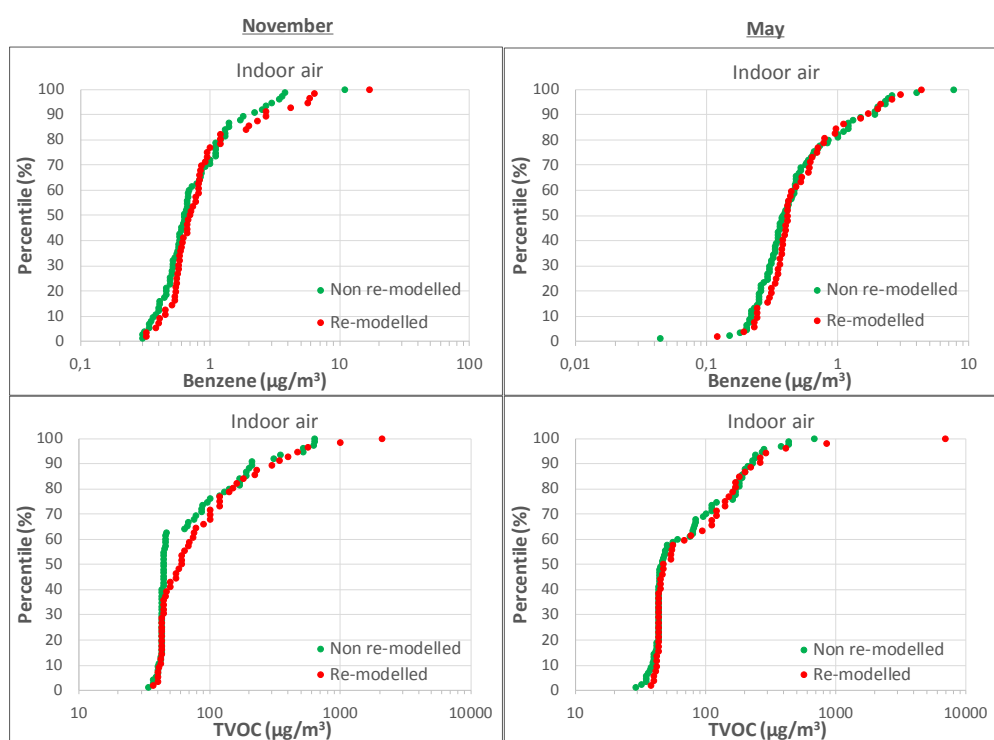 November
May
Indoor air
100
90
80
70
60
50
40
30
20
10
0
Percentile (%)
Non re-modelled
Re-modelled
0,1
1
10
100
Benzene (µg/m³)
Indoor air
100
90
80
70
60
50
40
30
20
10
0
Percentile (%)
Non re-modelled
Re-modelled
0,01
0,1
1
10
Benzene (µg/m³)
Indoor air
100
90
80
70
60
50
40
30
20
10
0
Percentile (%)
Non re-modelled
Re-modelled
10
100
1000
10000
TVOC (µg/m³)
Indoor air
100
90
80
70
60
50
40
30
20
10
0
Percentile (%)
Non re-modelled
Re-modelled
10
100
1000
10000
TVOC (µg/m³)